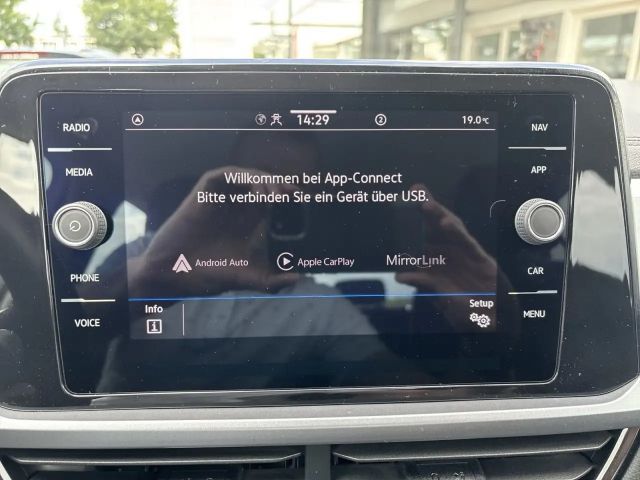 RADIO
MEDIA
PHONE
VOICE
14:29
2
19.0°C
Willkommen bei App-Connect
Bitte verbinden Sie ein Gerät über USB.
Android Auto
Apple CarPlay
MirrorLink
Info
i
Setup
NAV
APP
CAR
MENU